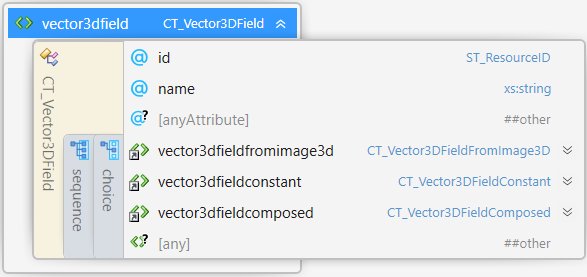 vector3dfield CT_Vector3DField
CT_Vector3DField
sequence
choice
id ST_ResourceID
name xs:string
[anyAttribute] ##other
vector3dfieldfromimage3d CT_Vector3DFieldFromImage3D
vector3dfieldconstant CT_Vector3DFieldConstant
vector3dfieldcomposed CT_Vector3DFieldComposed
[any] ##other